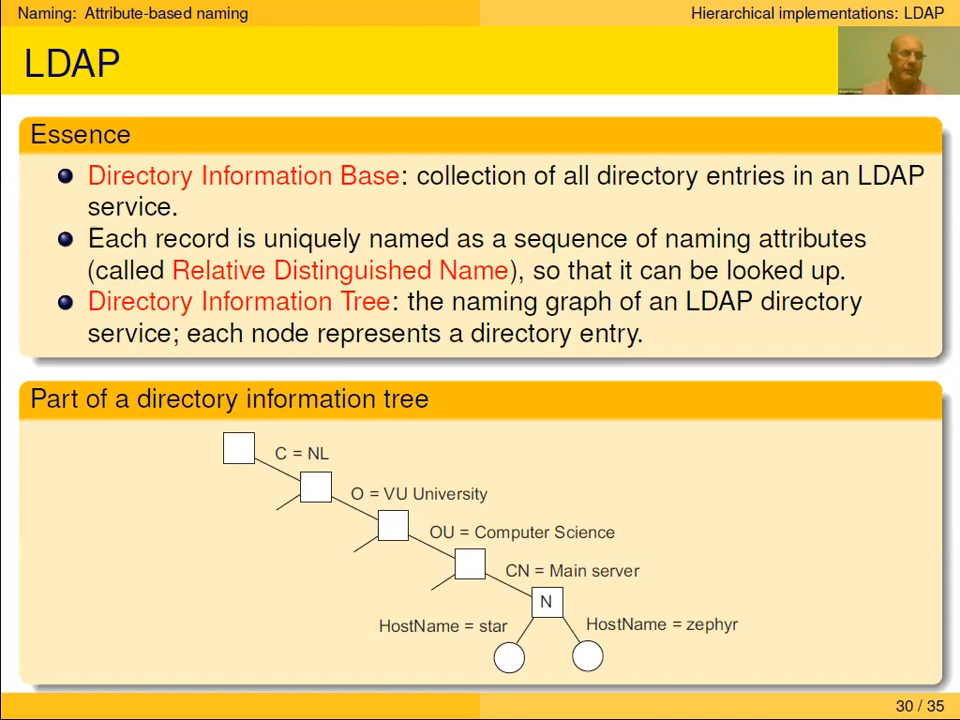 Naming: Attribute-based naming
Hierarchical implementations: LDAP
LDAP
Essence
Directory Information Base: collection of all directory entries in an LDAP
service.
Each record is uniquely named as a sequence of naming attributes
(called Relative Distinguished Name), so that it can be looked up.
Directory Information Tree: the naming graph of an LDAP directory
service; each node represents a directory entry.
Part of a directory information tree
C = NL
O = VU University
OU = Computer Science
CN = Main server
N
HostName = star
HostName = zephyr
30 / 35